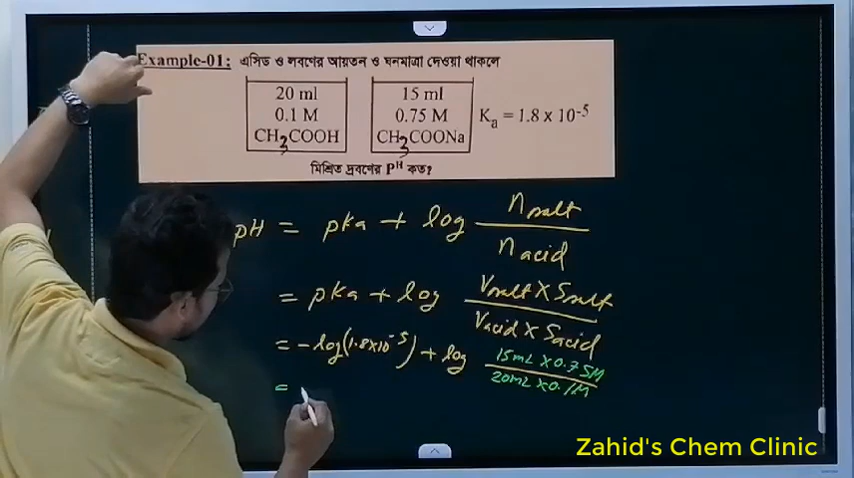 Example-01: এসিড ও লবণের আয়তন ও ঘনমাত্রা দেওয়া থাকলে
20 ml
0.1 M
CH3COOH
15 ml
0.75 M
CH3COONa
Ka = 1.8 x 10-5
মিশ্রিত দ্রবণের PH কত?
pH = pKa + log nsalt / nacid
= pKa + log Vsalt × Ssalt / Vacid × Sacid
= -log(1.8×10-5) + log 15mL × 0.75M / 20mL × 0.1M
=
Zahid's Chem Clinic